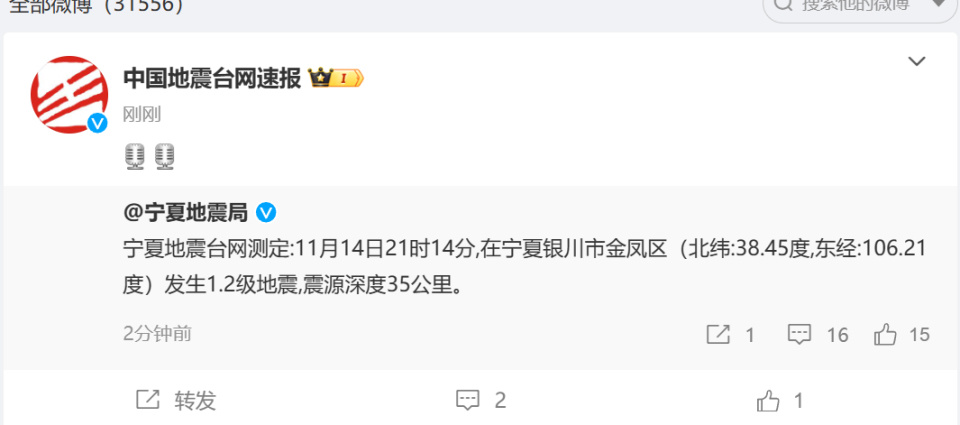 全部微博（31556）
搜索他的微博
中国地震台网速报 I
刚刚
@宁夏地震局
宁夏地震台网测定:11月14日21时14分,在宁夏银川市金凤区（北纬:38.45度,东经:106.21
度）发生1.2级地震,震源深度35公里。
2分钟前 1 16 15
转发 2 1